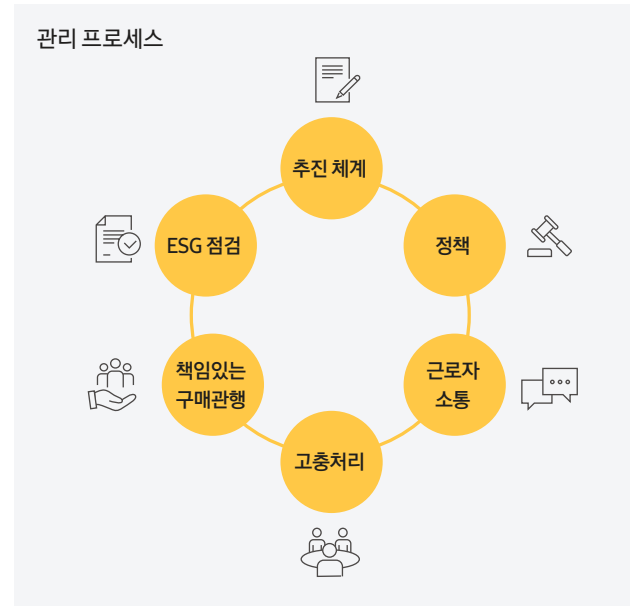 관리 프로세스
추진 체계
정책
근로자
소통
고충처리
책임있는
구매관행
ESG 점검